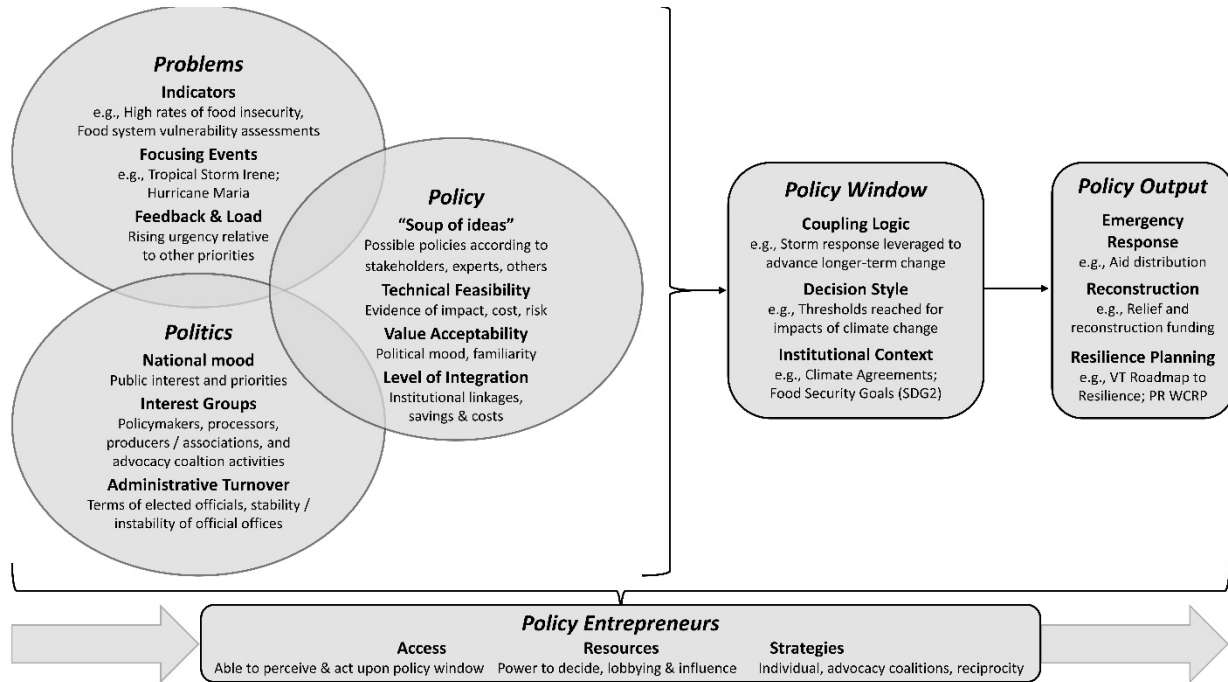 Problems
Indicators
e.g., High rates of food insecurity,
Food system vulnerability assessments
Focusing Events
e.g., Tropical Storm Irene;
Hurricane Maria
Feedback & Load
Rising urgency relative
to other priorities
Politics
National mood
Public interest and priorities
Interest Groups
Policymakers, processors,
producers / associations, and
advocacy coaltion activities
Administrative Turnover
Terms of elected officials, stability /
instability of official offices
Policy
“Soup of ideas”
Possible policies according to
stakeholders, experts, others
Technical Feasibility
Evidence of impact, cost, risk
Value Acceptability
Political mood, familiarity
Level of Integration
Institutional linkages,
savings & costs
Policy Window
Coupling Logic
e.g., Storm response leveraged to
advance longer-term change
Decision Style
e.g., Thresholds reached for
impacts of climate change
Institutional Context
e.g., Climate Agreements;
Food Security Goals (SDG2)
Policy Output
Emergency
Response
e.g., Aid distribution
Reconstruction
e.g., Relief and
reconstruction funding
Resilience Planning
e.g., VT Roadmap to
Resilience; PR WCRP
Policy Entrepreneurs
Access
Able to perceive & act upon policy window
Resources
Power to decide, lobbying & influence
Strategies
Individual, advocacy coalitions, reciprocity